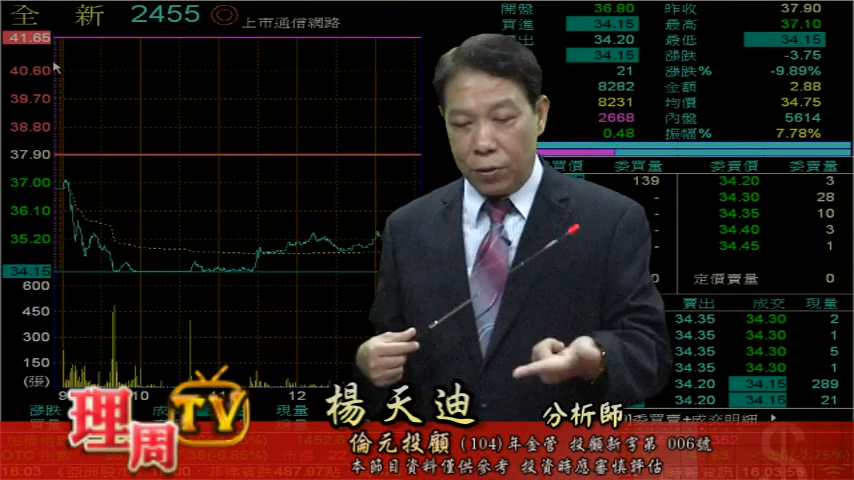 全 新 2455 上市通信網路
41.65
40.60
39.70
38.80
37.90
37.00
36.10
35.20
34.15
600
450
300
150
(張)
開盤 36.80 昨收 37.90
買進 34.15 最高 37.10
34.20 最低 34.15
34.15 漲跌 -3.75
21 漲跌% -9.89%
8282 金額 2.88
8231 均價 34.75
2668 內盤 5614
0.48 振幅% 7.78%
委買價 委買量 委賣價 委賣量
139 34.20 3
- 34.30 28
- 34.35 10
- 34.40 3
- 34.45 1
0 定價賣量 0
賣出 成交 現量
34.35 34.30 2
34.35 34.30 1
34.35 34.30 5
34.20 34.15 289
34.20 34.15 21
漲跌 現量
理周TV
楊天迪 分析師
倫元投顧 (104)年金管 投顧新字第 006號
本節目資料僅供參考 投資時應審慎評估
16:03
16:03:55